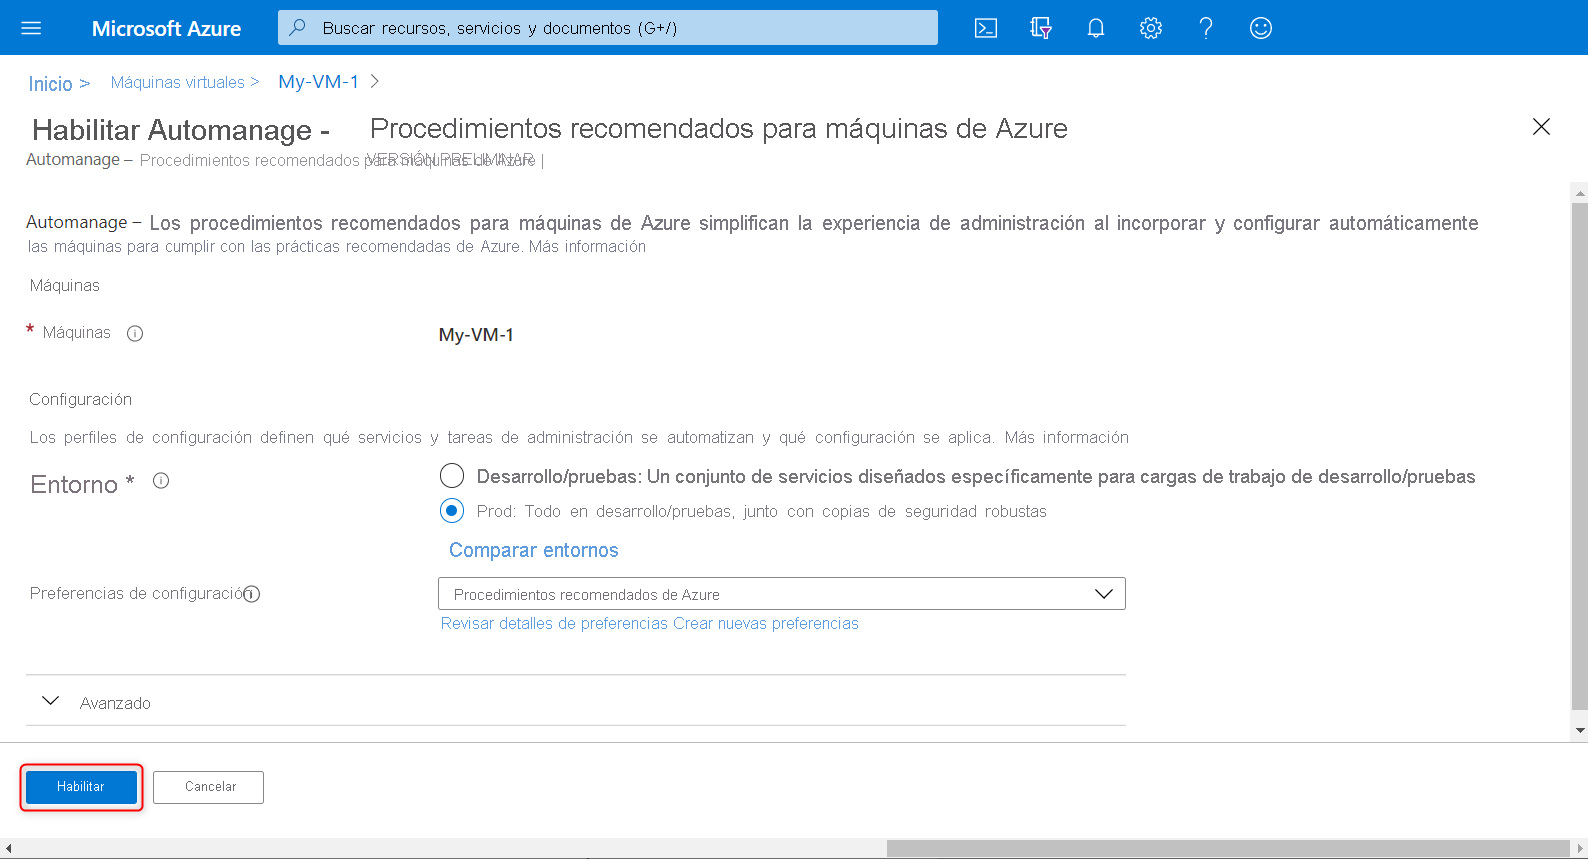 Microsoft Azure
Buscar recursos, servicios y documentos (G+/)
Inicio > Máquinas virtuales > My-VM-1 >
Habilitar Automanage - Procedimientos recomendados para máquinas de Azure
Automanage – Procedimientos recomendados para máquinas de Azure |
VERSIÓN PRELIMINAR
Automanage – Los procedimientos recomendados para máquinas de Azure simplifican la experiencia de administración al incorporar y configurar automáticamente
las máquinas para cumplir con las prácticas recomendadas de Azure. Más información
Máquinas
* Máquinas
My-VM-1
Configuración
Los perfiles de configuración definen qué servicios y tareas de administración se automatizan y qué configuración se aplica. Más información
Entorno *
Desarrollo/pruebas: Un conjunto de servicios diseñados específicamente para cargas de trabajo de desarrollo/pruebas
Prod: Todo en desarrollo/pruebas, junto con copias de seguridad robustas
Comparar entornos
Preferencias de configuración
Procedimientos recomendados de Azure
Revisar detalles de preferencias Crear nuevas preferencias
Avanzado
Habilitar
Cancelar